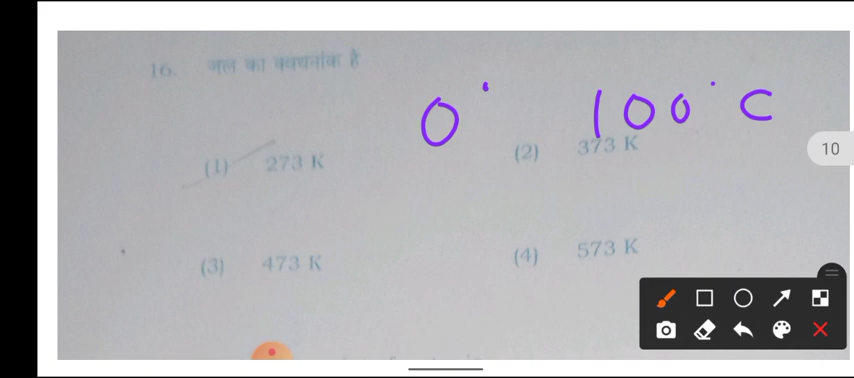 16. जल का क्वथनांक है
0° 100°C
(1) 273 K (2) 373 K
(3) 473 K (4) 573 K
10